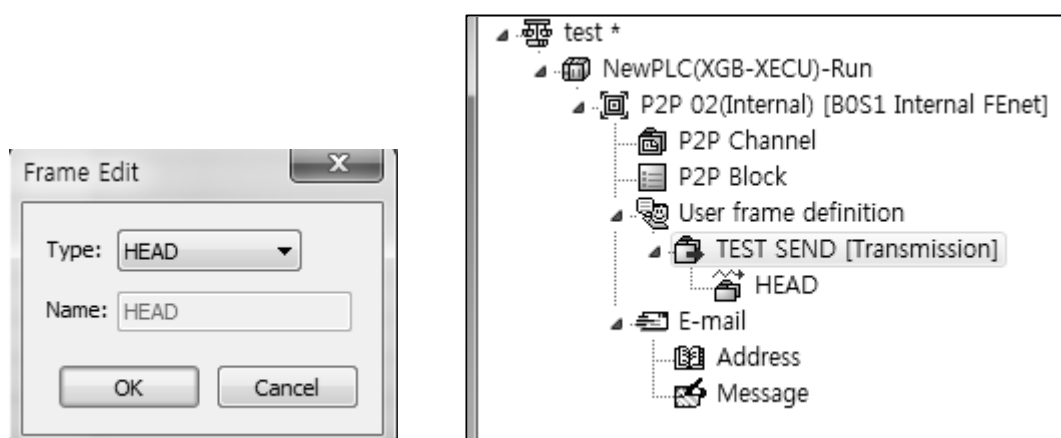 Frame Edit
Type: HEAD
Name: HEAD
OK Cancel
test *
NewPLC(XGB-XECU)-Run
P2P 02(Internal) [B0S1 Internal FEnet]
P2P Channel
P2P Block
User frame definition
TEST SEND [Transmission]
HEAD
E-mail
Address
Message